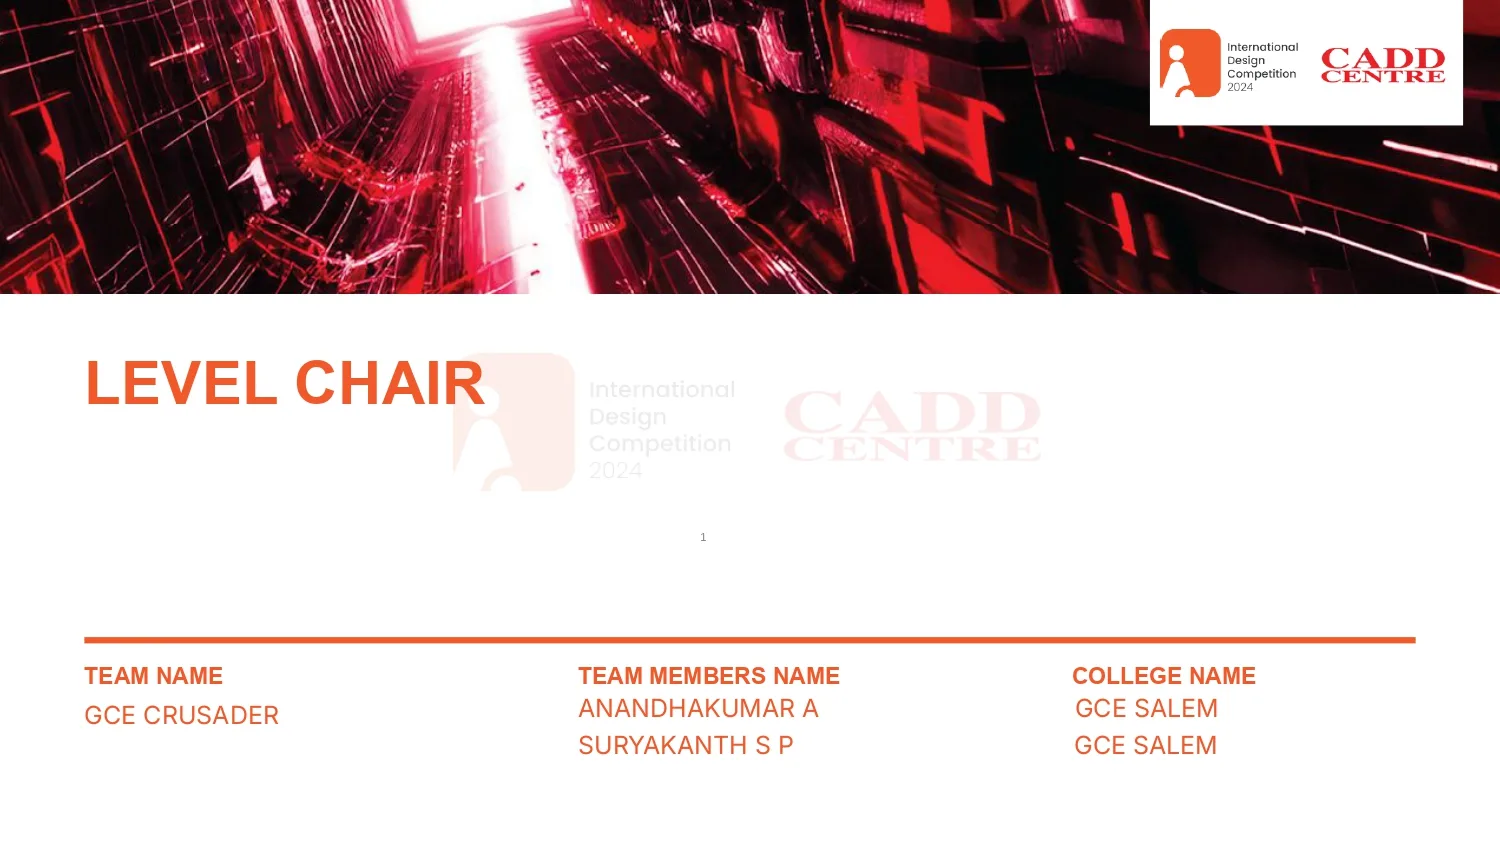 International
Design
Competition
2024
CADD
CENTRE
LEVEL CHAIR
International
Design
Competition
2024
CADD
CENTRE
1
TEAM NAME
GCE CRUSADER
TEAM MEMBERS NAME
ANANDHAKUMAR A
SURYAKANTH S P
COLLEGE NAME
GCE SALEM
GCE SALEM